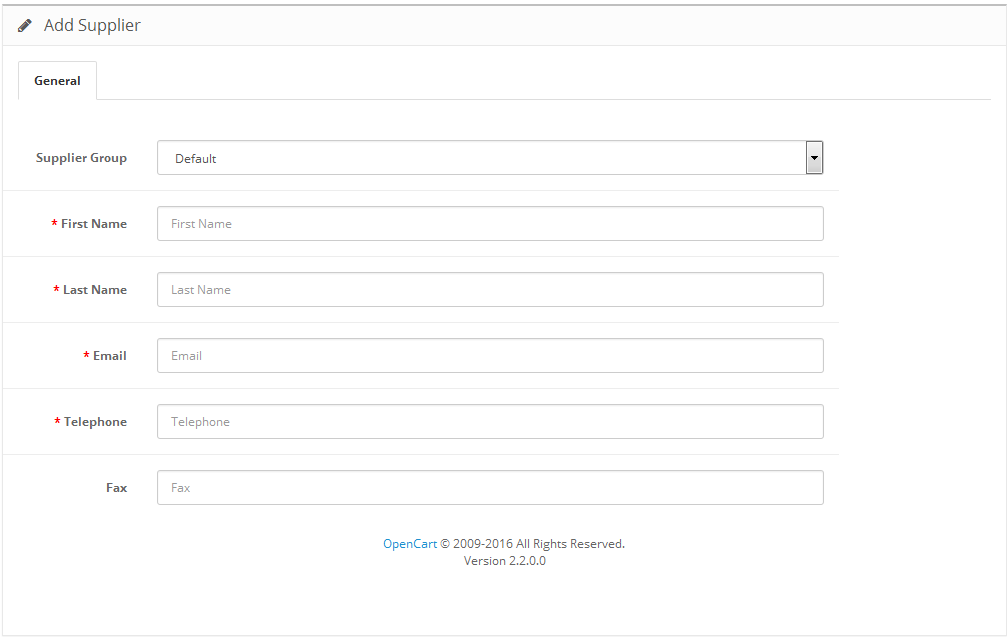 Add Supplier
General
Supplier Group Default
* First Name First Name
* Last Name Last Name
* Email Email
* Telephone Telephone
Fax Fax
OpenCart © 2009-2016 All Rights Reserved.
Version 2.2.0.0